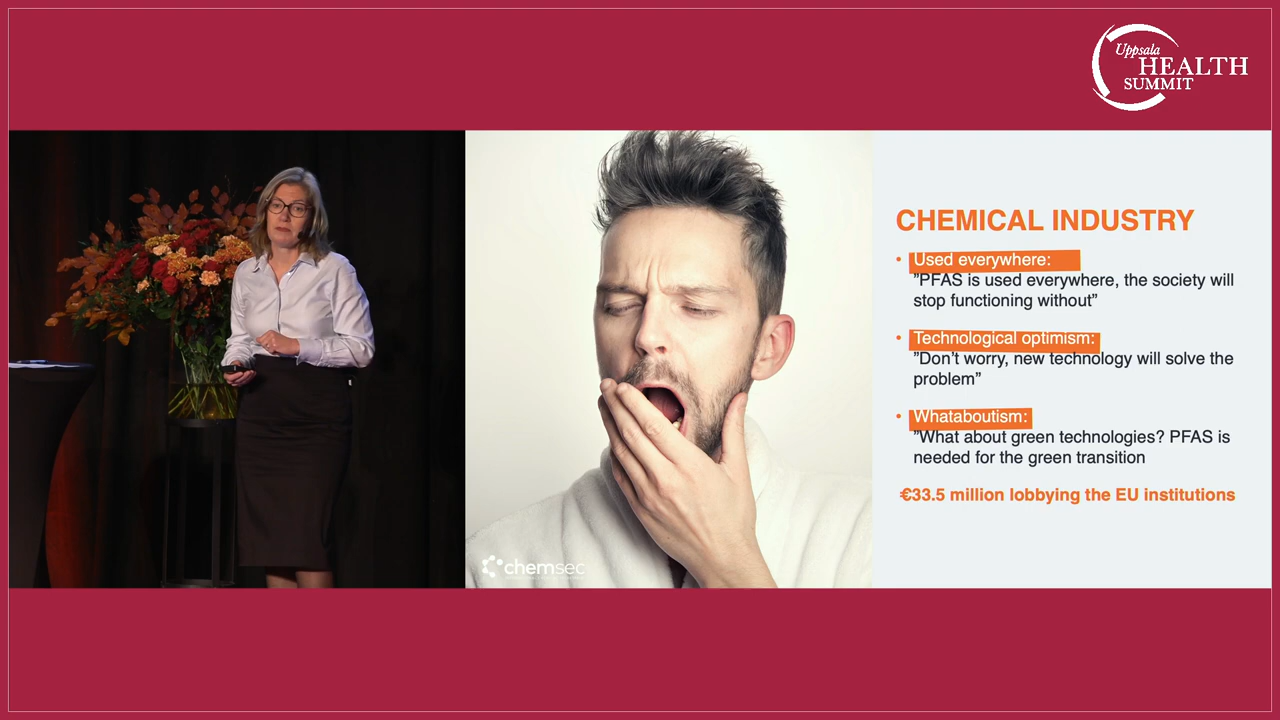 Uppsala
HEALTH
SUMMIT
CHEMICAL INDUSTRY
• Used everywhere:
”PFAS is used everywhere, the society will
stop functioning without”
• Technological optimism:
”Don’t worry, new technology will solve the
problem”
• Whataboutism:
”What about green technologies? PFAS is
needed for the green transition
€33.5 million lobbying the EU institutions
chemsec